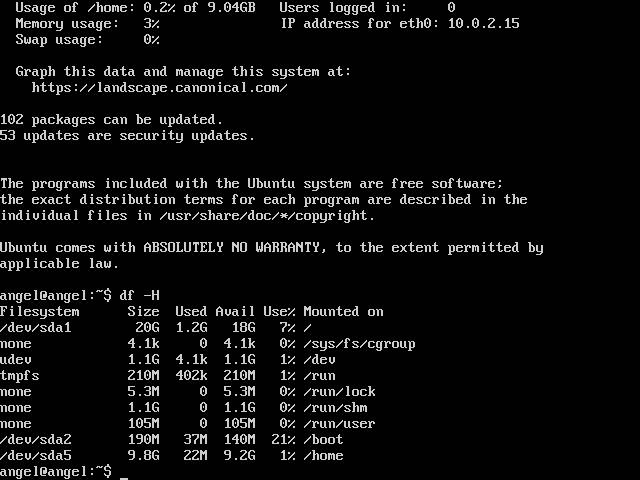 Usage of /home: 0.2% of 9.04GB   Users logged in:     0
Memory usage:   3%               IP address for eth0: 10.0.2.15
Swap usage:     0%
Graph this data and manage this system at:
https://landscape.canonical.com/
102 packages can be updated.
53 updates are security updates.
The programs included with the Ubuntu system are free software;
the exact distribution terms for each program are described in the
individual files in /usr/share/doc/*/copyright.
Ubuntu comes with ABSOLUTELY NO WARRANTY, to the extent permitted by
applicable law.
angel@angel:~$ df -H
Filesystem      Size  Used Avail Use% Mounted on
/dev/sda1        20G  1.2G   18G   7% /
none            4.1k     0  4.1k   0% /sys/fs/cgroup
udev            1.1G  4.1k  1.1G   1% /dev
tmpfs           210M  402k  210M   1% /run
none            5.3M     0  5.3M   0% /run/lock
none            1.1G     0  1.1G   0% /run/shm
none            105M     0  105M   0% /run/user
/dev/sda2       190M   37M  140M  21% /boot
/dev/sda5       9.8G   22M  9.2G   1% /home
angel@angel:~$ _